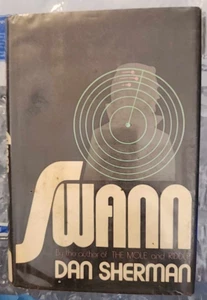 SWANN
by the author of THE MOLE and RIDDLE
DAN SHERMAN